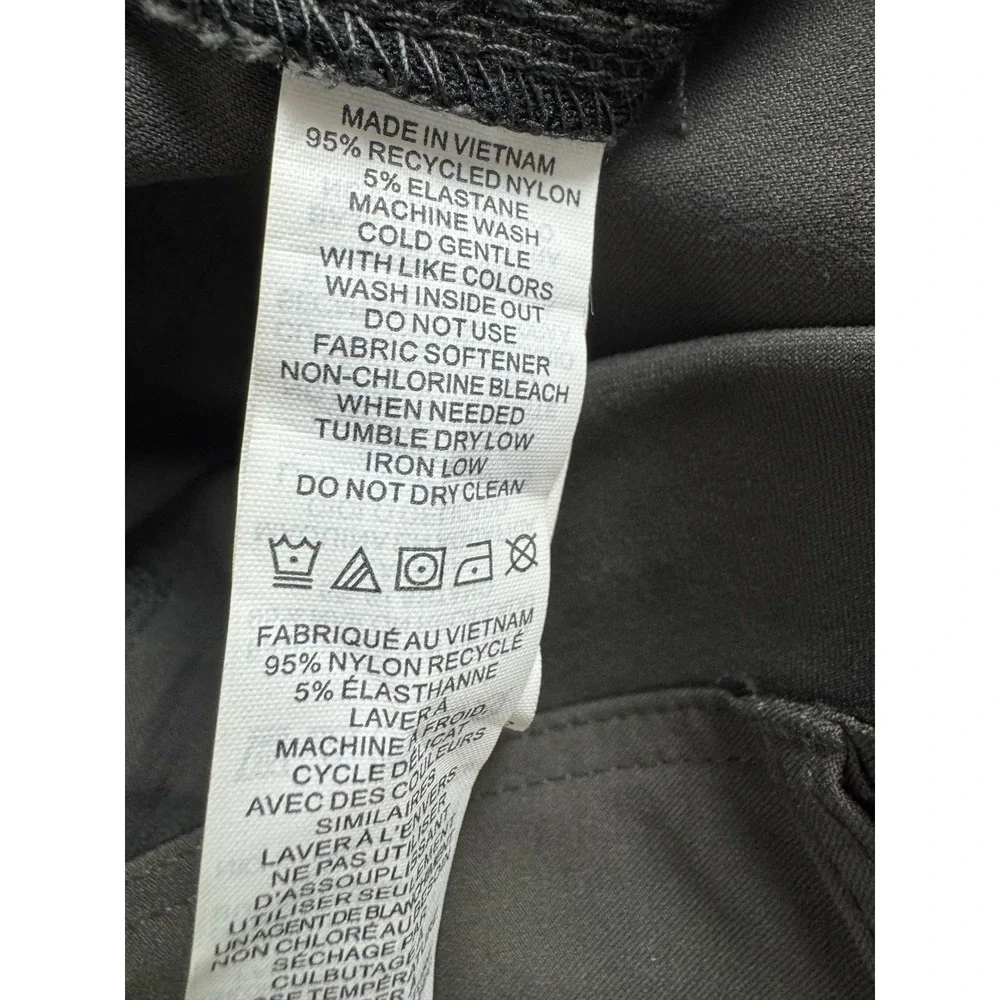 MADE IN VIETNAM
95% RECYCLED NYLON
5% ELASTANE
MACHINE WASH
COLD GENTLE
WITH LIKE COLORS
WASH INSIDE OUT
DO NOT USE
FABRIC SOFTENER
NON-CHLORINE BLEACH
WHEN NEEDED
TUMBLE DRY LOW
IRON LOW
DO NOT DRY CLEAN
FABRIQUÉ AU VIETNAM
95% NYLON RECYCLÉ
5% ÉLASTHANNE
LAVER À
MACHINE À FROID,
CYCLE DÉLICAT
AVEC DES COULEURS
SIMILAIRES
LAVER À L'ENVERS
NE PAS UTILISER
D'ASSOUPLISSANT
UTILISER SEULEMENT
UN AGENT DE BLANC
NON CHLORÉ AU BESOIN
SÉCHAGE PAR
CULBUTAGE